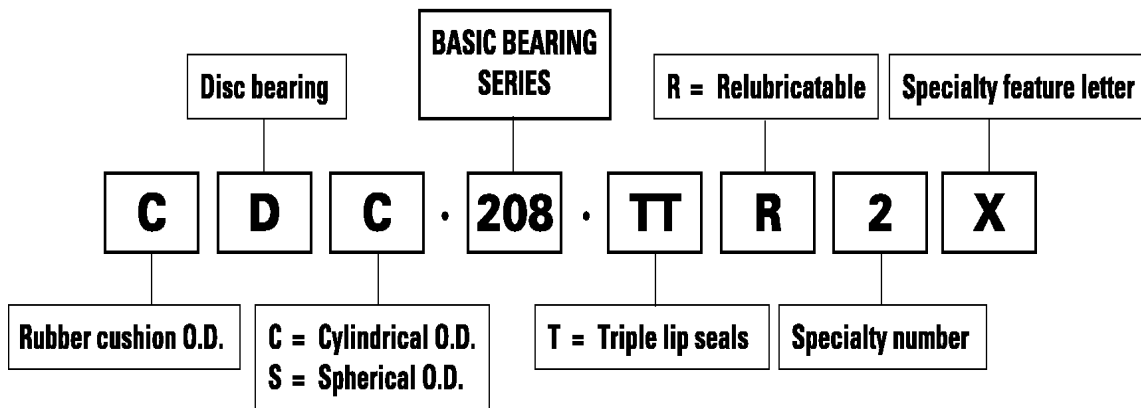 BASIC BEARING
SERIES
Disc bearing
R = Relubricatable
Specialty feature letter
C D C · 208 · TT R 2 X
Rubber cushion O.D.
C = Cylindrical O.D.
S = Spherical O.D.
T = Triple lip seals
Specialty number